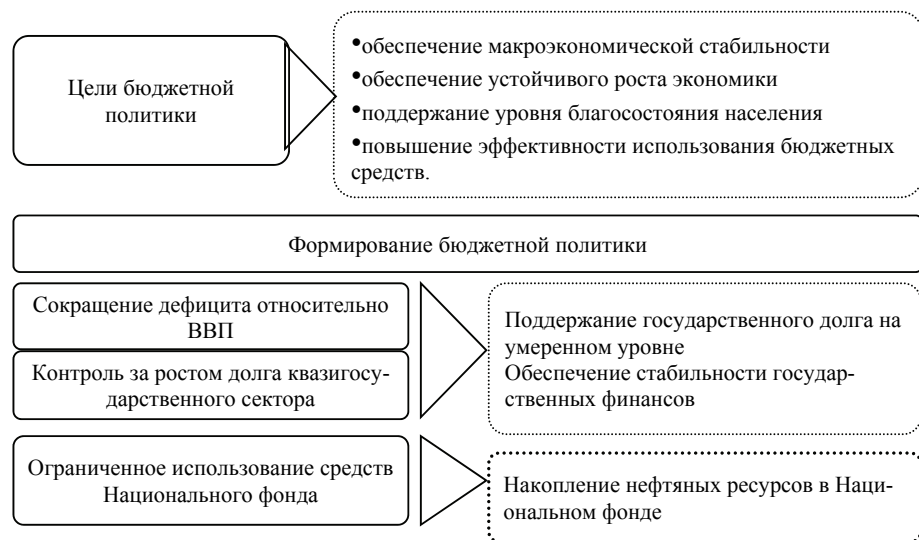 Цели бюджетной
политики
•обеспечение макроэкономической стабильности
•обеспечение устойчивого роста экономики
•поддержание уровня благосостояния населения
•повышение эффективности использования бюджетных
средств.
Формирование бюджетной политики
Сокращение дефицита относительно
ВВП
Контроль за ростом долга квазигосу-
дарственного сектора
Поддержание государственного долга на
умеренном уровне
Обеспечение стабильности государ-
ственных финансов
Ограниченное использование средств
Национального фонда
Накопление нефтяных ресурсов в Наци-
ональном фонде